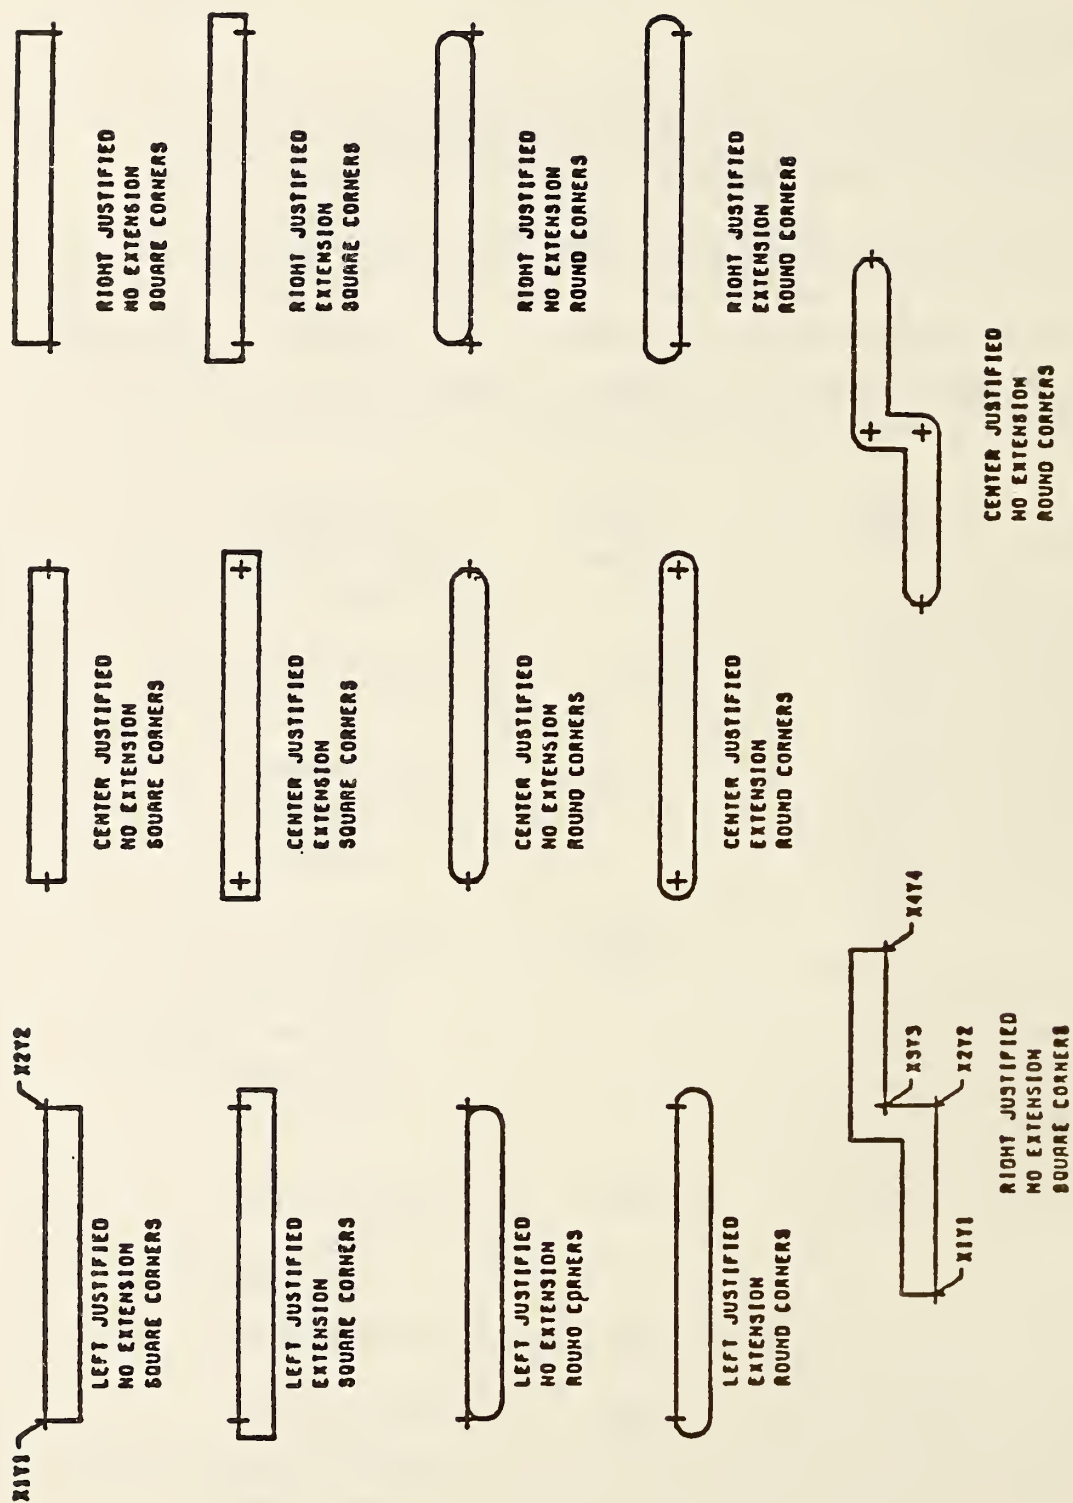 X1Y1
X2Y2
LEFT JUSTIFIED
NO EXTENSION
SQUARE CORNERS
CENTER JUSTIFIED
NO EXTENSION
SQUARE CORNERS
RIGHT JUSTIFIED
NO EXTENSION
SQUARE CORNERS
LEFT JUSTIFIED
EXTENSION
SQUARE CORNERS
CENTER JUSTIFIED
EXTENSION
SQUARE CORNERS
RIGHT JUSTIFIED
EXTENSION
SQUARE CORNERS
LEFT JUSTIFIED
NO EXTENSION
ROUND CORNERS
CENTER JUSTIFIED
NO EXTENSION
ROUND CORNERS
RIGHT JUSTIFIED
NO EXTENSION
ROUND CORNERS
LEFT JUSTIFIED
EXTENSION
ROUND CORNERS
CENTER JUSTIFIED
EXTENSION
ROUND CORNERS
RIGHT JUSTIFIED
EXTENSION
ROUND CORNERS
X1Y1
X3Y3
X4Y4
X2Y2
RIGHT JUSTIFIED
NO EXTENSION
SQUARE CORNERS
CENTER JUSTIFIED
NO EXTENSION
ROUND CORNERS